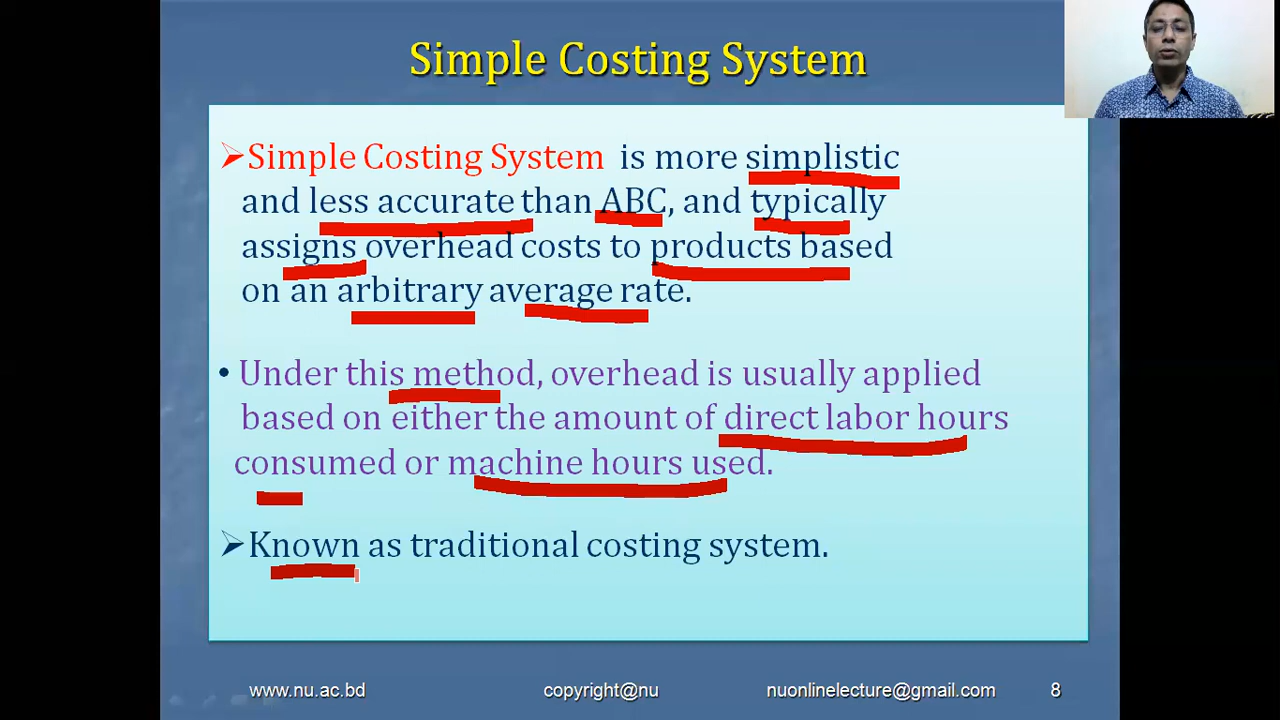 Simple Costing System
➢Simple Costing System is more simplistic
and less accurate than ABC, and typically
assigns overhead costs to products based
on an arbitrary average rate.
• Under this method, overhead is usually applied
based on either the amount of direct labor hours
consumed or machine hours used.
➢Known as traditional costing system.
www.nu.ac.bd copyright@nu nuonlinelecture@gmail.com 8